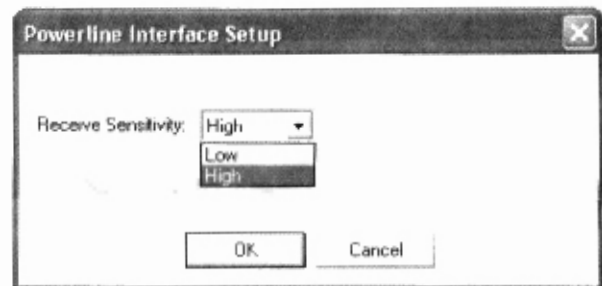 Powerline Interface Setup
Receive Sensitivity: High
Low
High
OK Cancel